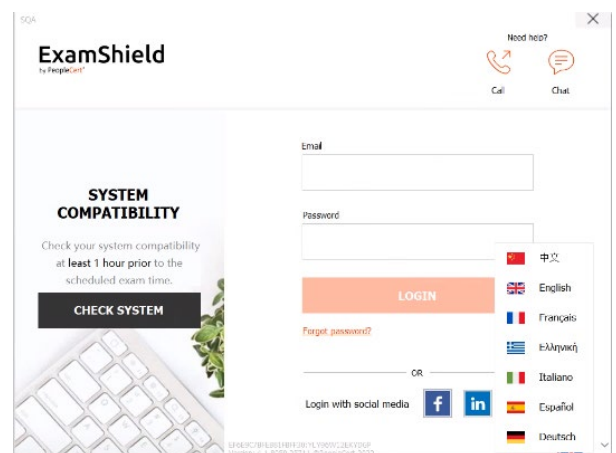 SQA
Need help?
ExamShield
by PeopleCert
Call
Chat
Email
SYSTEM
COMPATIBILITY
Password
Check your system compatibility
at least 1 hour prior to the
scheduled exam time.
中文
English
LOGIN
CHECK SYSTEM
Français
Forgot password?
Ελληνική
OR
Italiano
Login with social media
f
in
Español
Deutsch